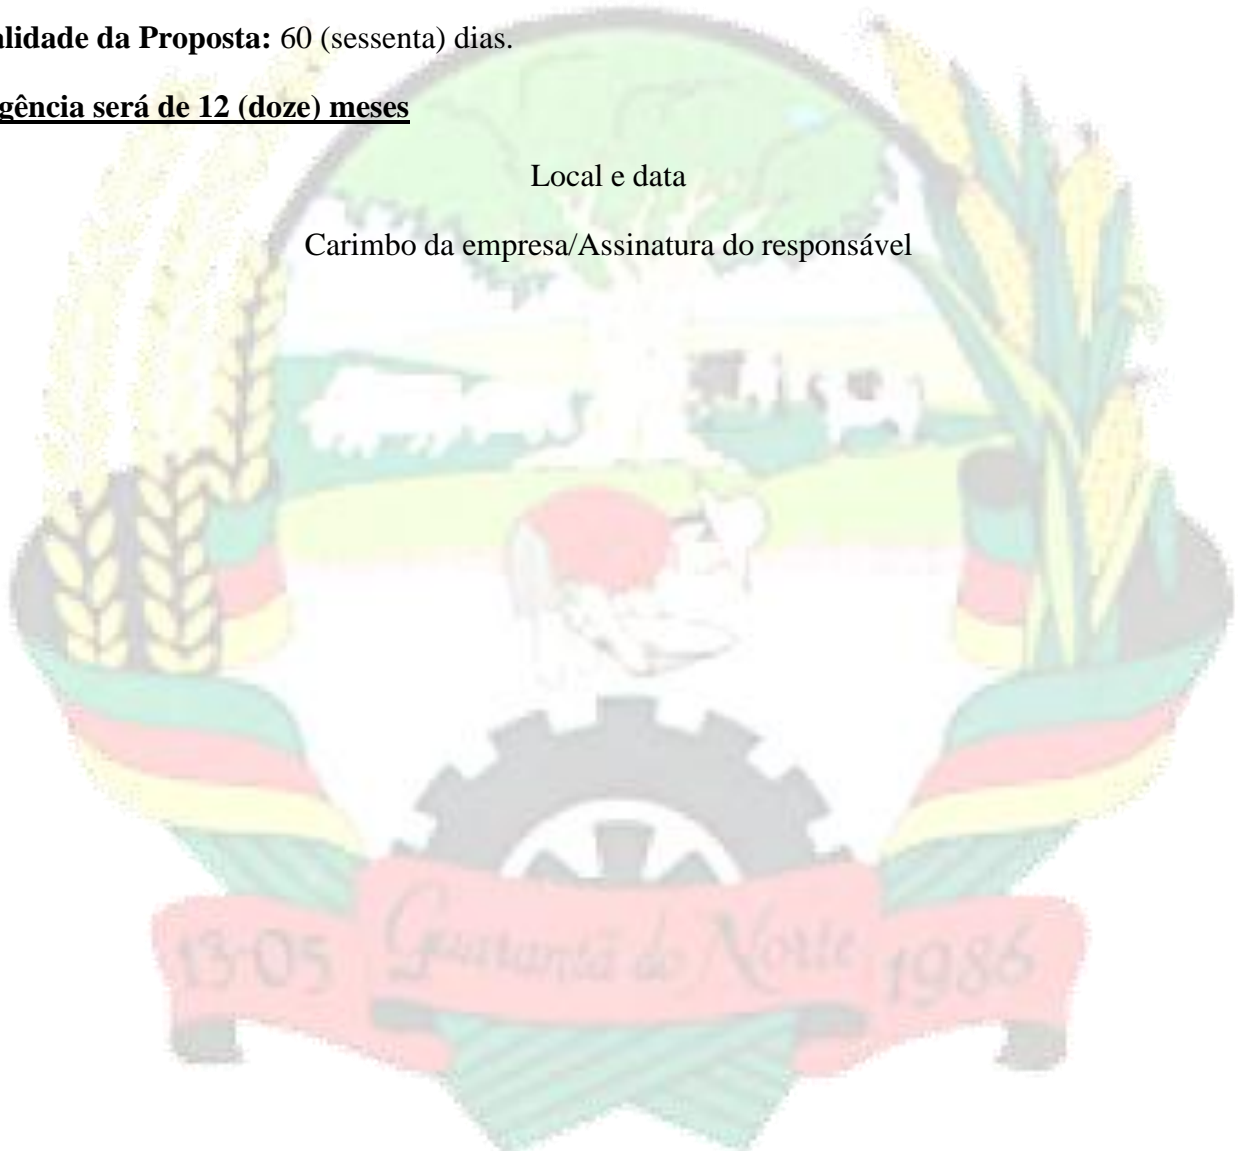 alidade da Proposta: 60 (sessenta) dias.
gência será de 12 (doze) meses
Local e data
Carimbo da empresa/Assinatura do responsável
13-05 Guarantã do Norte 1986